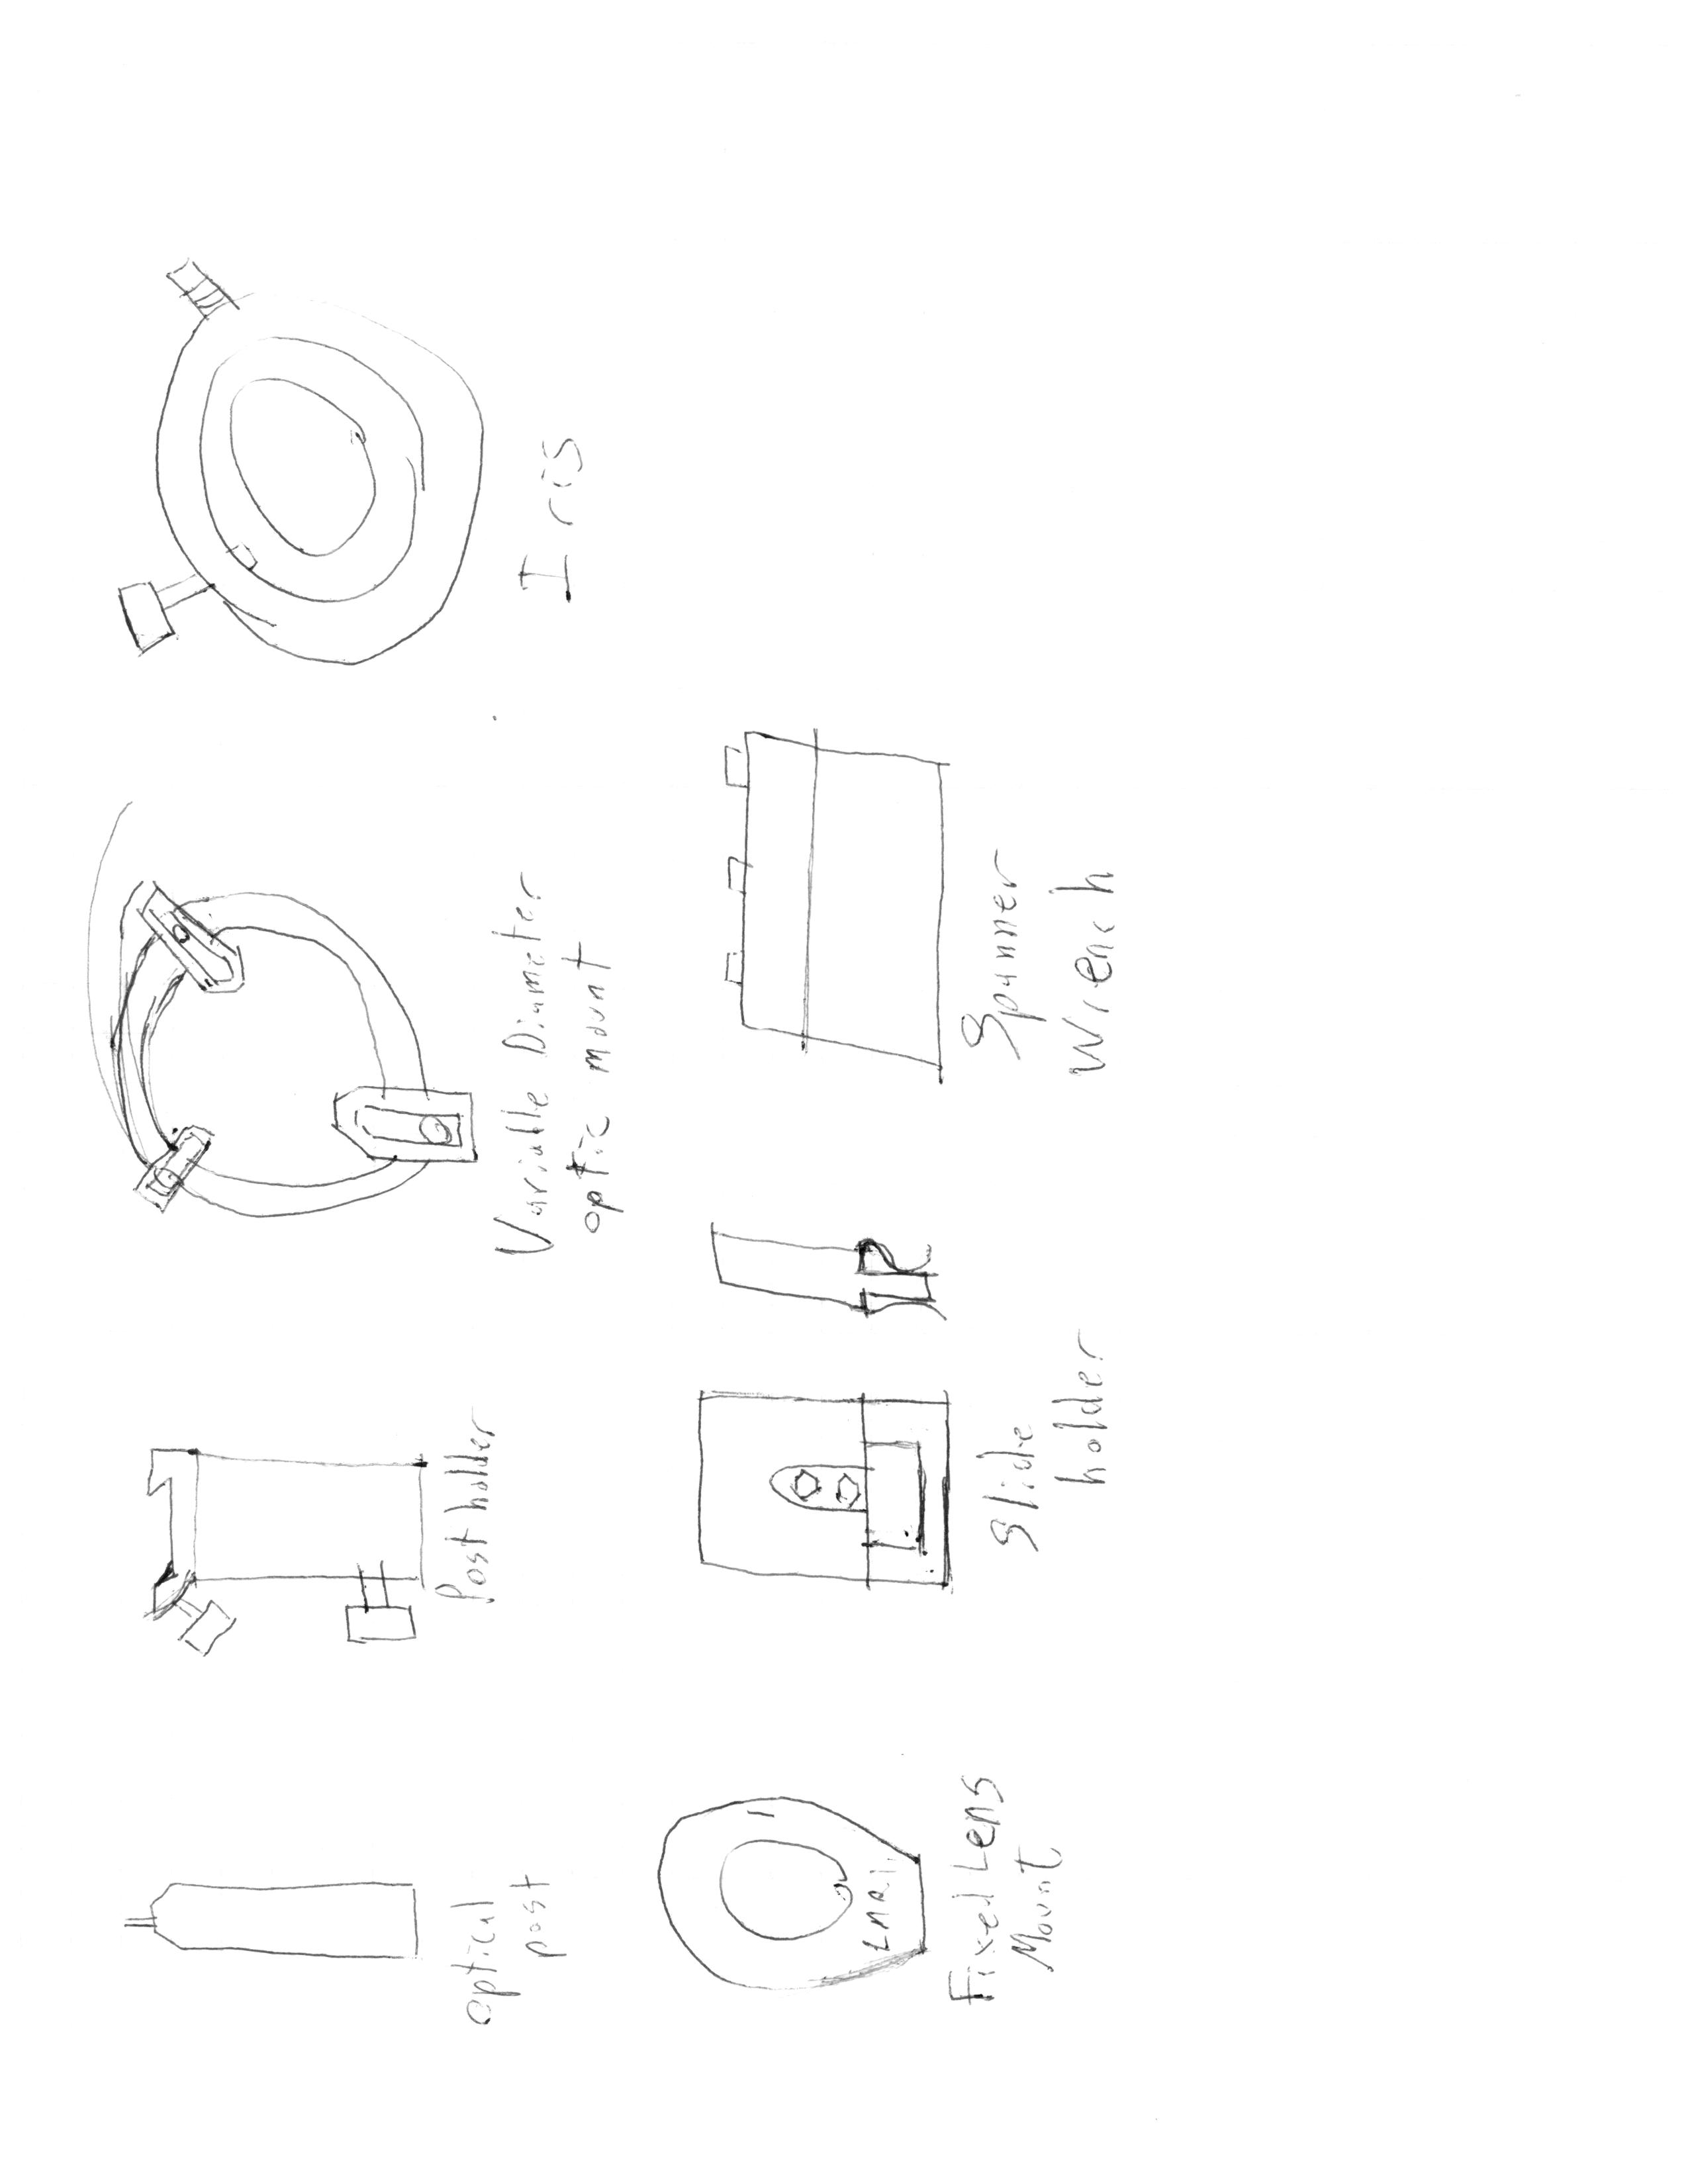 optical
post
Post holder
Variable Diameter
optic mount
Iris
Fixed Lens
Mount
Slide
holder
Spanner
Wrench